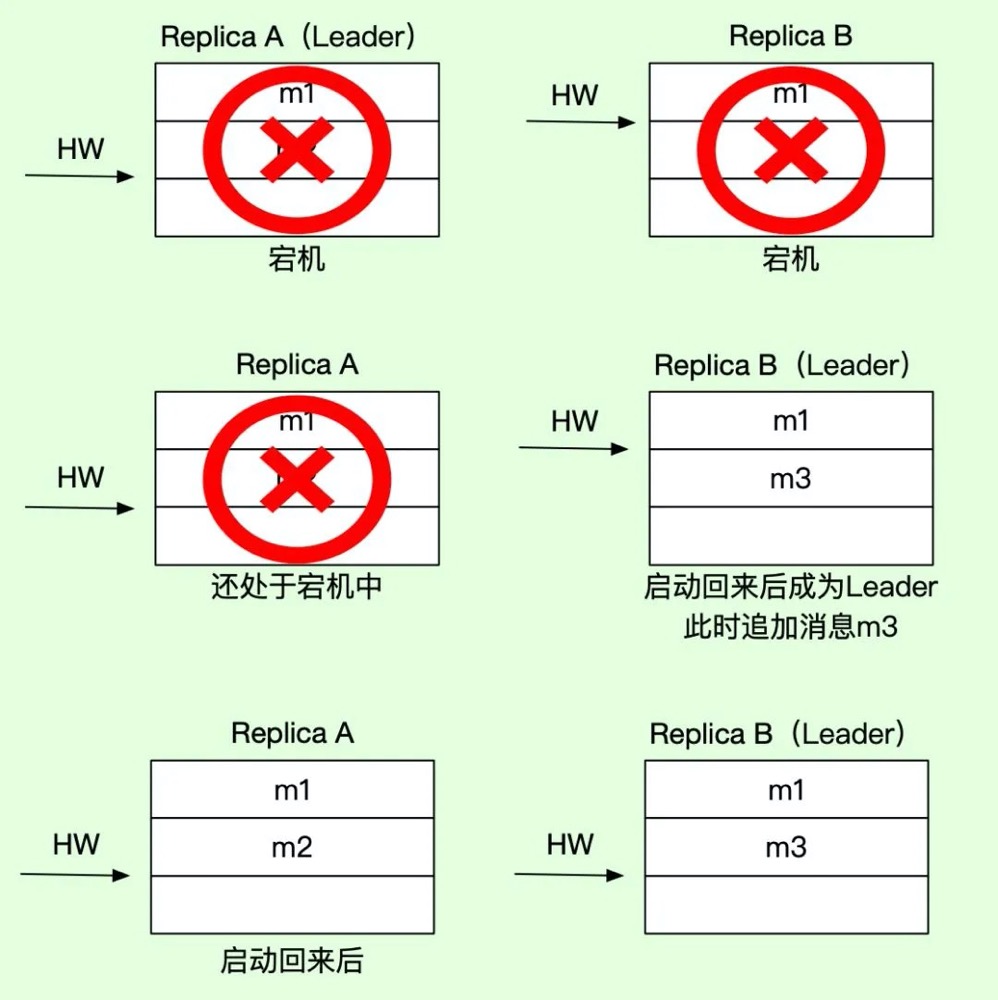 Replica A（Leader）
Replica B
HW
m1
HW
m1
宕机
宕机
Replica A
Replica B（Leader）
HW
m1
HW
m1
m3
还处于宕机中
启动回来后成为Leader
此时追加消息m3
Replica A
Replica B（Leader）
HW
m1
m2
HW
m1
m3
启动回来后